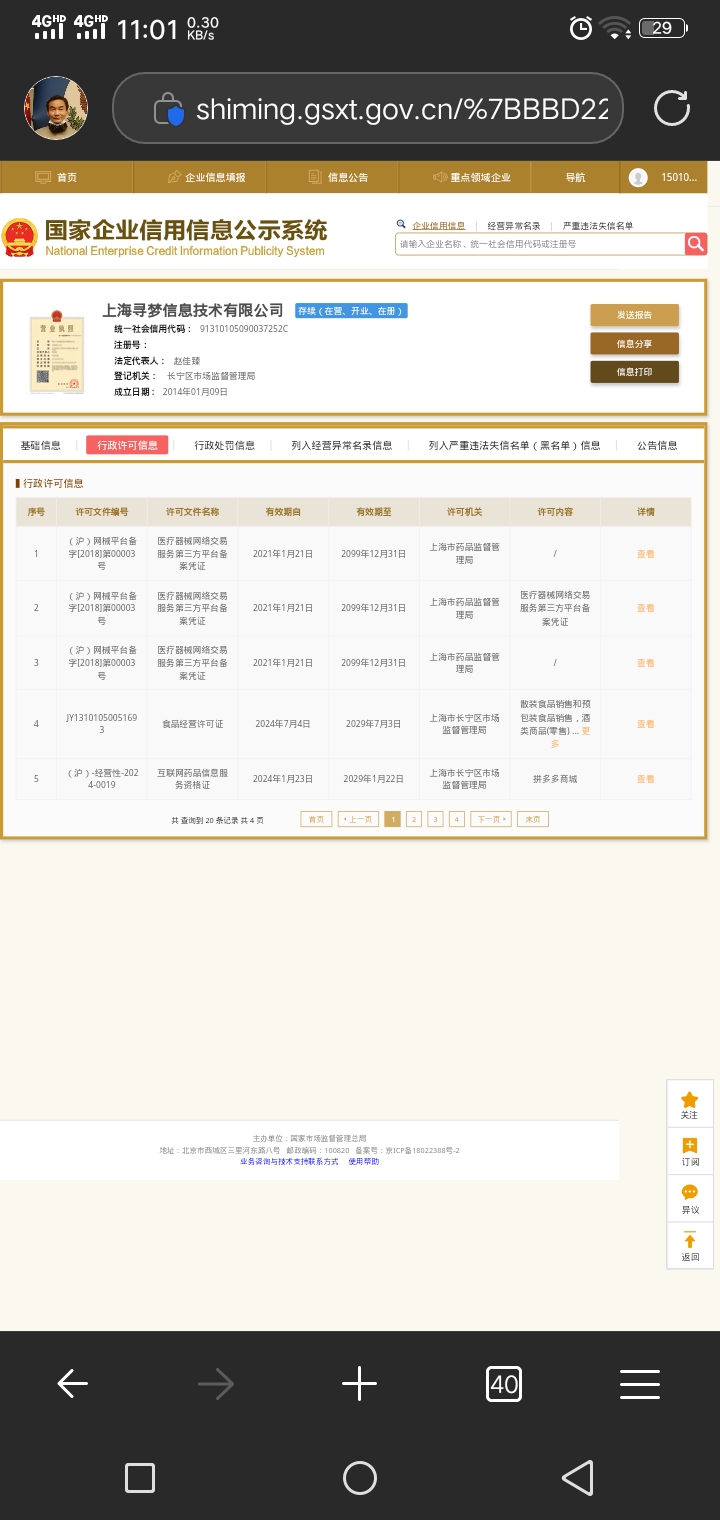 4GHD 4GHD 11:01 0.30 KB/s 29
shiming.gsxt.gov.cn/%7BBBD22
首页 企业信息填报 信息公告 重点领域企业 导航 15010...
国家企业信用信息公示系统
National Enterprise Credit Information Publicity System
企业信用信息 | 经营异常名录 | 严重违法失信名单
请输入企业名称、统一社会信用代码或注册号
营业执照
上海寻梦信息技术有限公司 存续（在营、开业、在册）
统一社会信用代码： 91310105090037252C
注册号：
法定代表人： 赵佳臻
登记机关： 长宁区市场监督管理局
成立日期： 2014年01月09日
发送报告
信息分享
信息打印
基础信息 | 行政许可信息 | 行政处罚信息 | 列入经营异常名录信息 | 列入严重违法失信名单（黑名单）信息 | 公告信息
行政许可信息
序号 许可文件编号 许可文件名称 有效期自 有效期至 许可机关 许可内容 详情
1 （沪）网械平台备字[2018]第00003号 医疗器械网络交易服务第三方平台备案凭证 2021年1月21日 2099年12月31日 上海市药品监督管理局 / 查看
2 （沪）网械平台备字[2018]第00003号 医疗器械网络交易服务第三方平台备案凭证 2021年1月21日 2099年12月31日 上海市药品监督管理局 医疗器械网络交易服务第三方平台备案凭证 查看
3 （沪）网械平台备字[2018]第00003号 医疗器械网络交易服务第三方平台备案凭证 2021年1月21日 2099年12月31日 上海市药品监督管理局 / 查看
4 JY13101050051693 食品经营许可证 2024年7月4日 2029年7月3日 上海市长宁区市场监督管理局 散装食品销售和预包装食品销售，酒类商品(零售) ... 更多 查看
5 （沪）-经营性-2024-0019 互联网药品信息服务资格证 2024年1月23日 2029年1月22日 上海市长宁区市场监督管理局 拼多多商城 查看
共 查询到 20 条记录 共 4 页 首页 上一页 1 2 3 4 下一页 末页
关注
订阅
异议
返回
主办单位：国家市场监督管理总局
地址：北京市西城区三里河东路八号 邮政编码：100820 备案号：京ICP备18022388号-2
业务咨询与技术支持联系方式 使用帮助
40